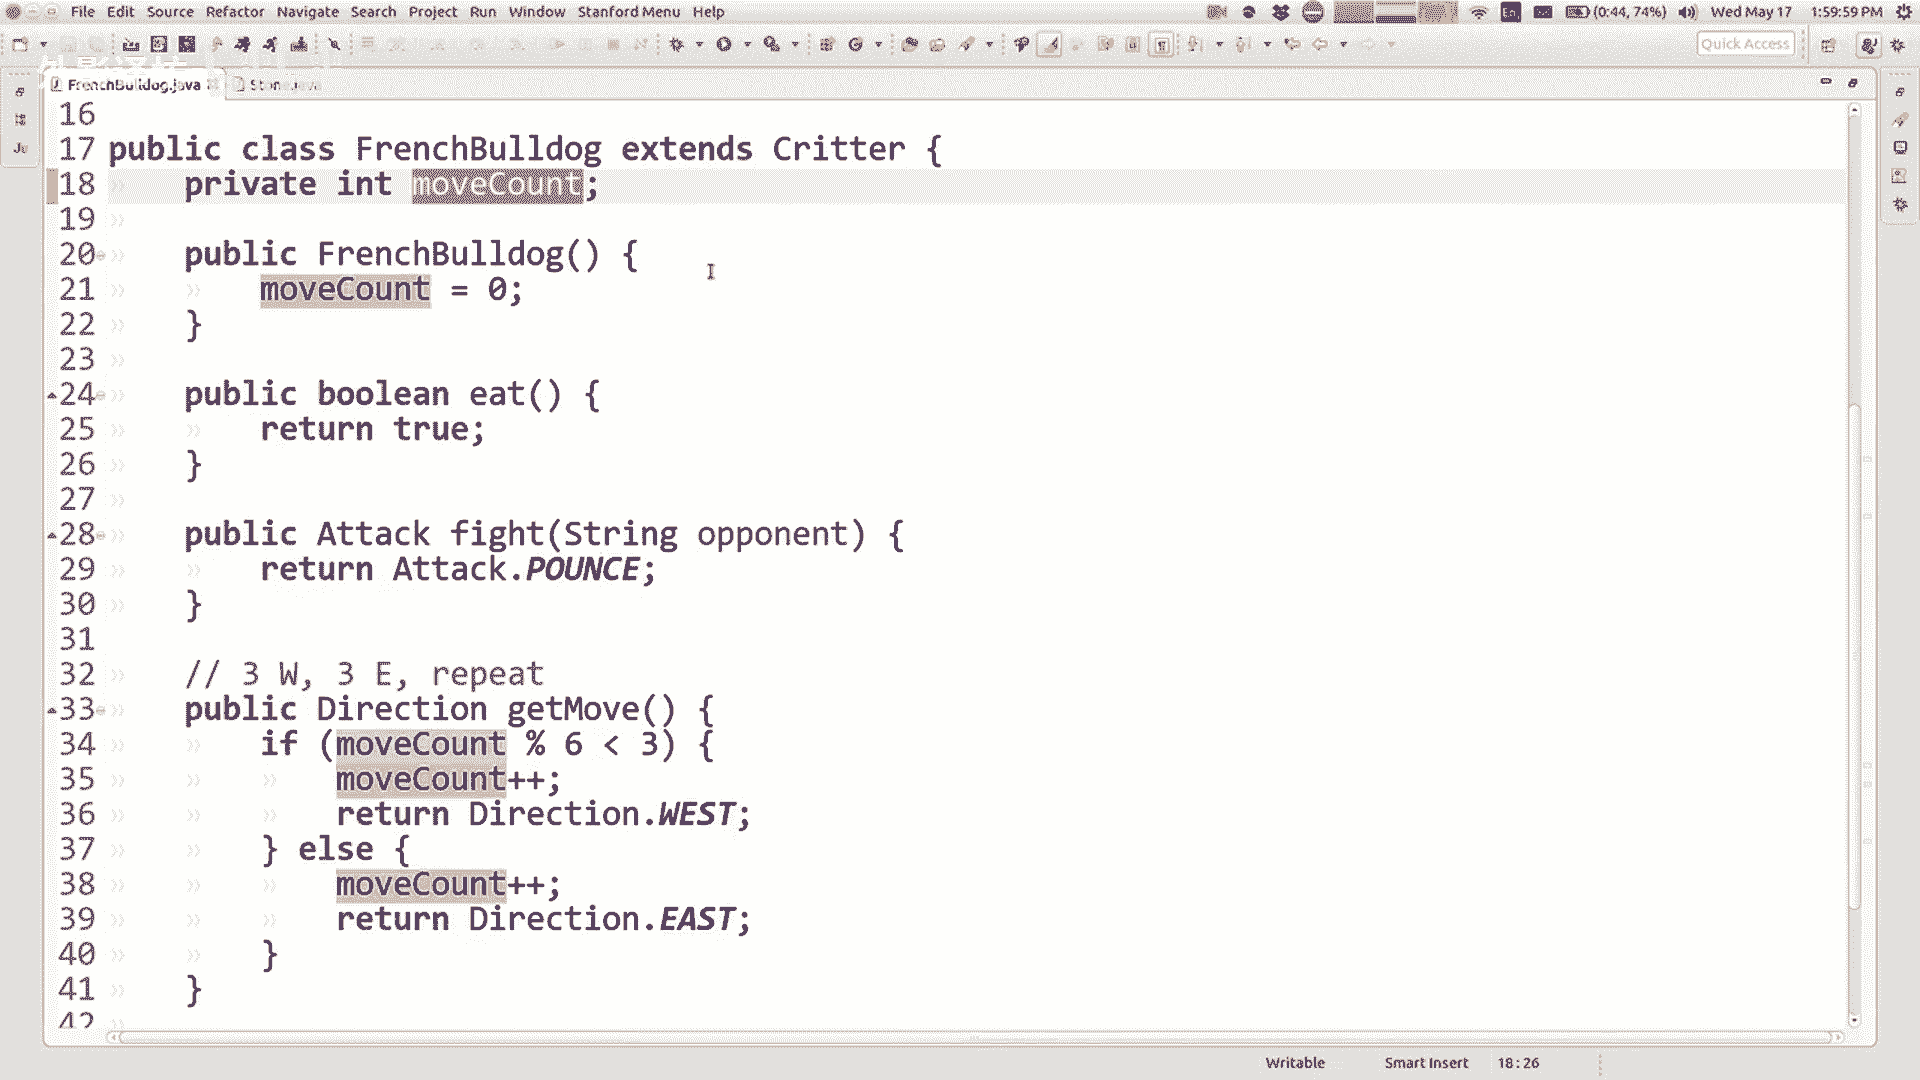 File Edit Source Refactor Navigate Search Project Run Window Stanford Menu Help
En (0:44, 74%) Wed May 17 1:59:59 PM
Quick Access
FrenchBulldog.java Stone.java
16
17 public class FrenchBulldog extends Critter {
18 private int moveCount;
19
20 public FrenchBulldog() {
21 moveCount = 0;
22 }
23
24 public boolean eat() {
25 return true;
26 }
27
28 public Attack fight(String opponent) {
29 return Attack.POUNCE;
30 }
31
32 // 3 W, 3 E, repeat
33 public Direction getMove() {
34 if (moveCount % 6 < 3) {
35 moveCount++;
36 return Direction.WEST;
37 } else {
38 moveCount++;
39 return Direction.EAST;
40 }
41 }
42
Writable Smart Insert 18:26